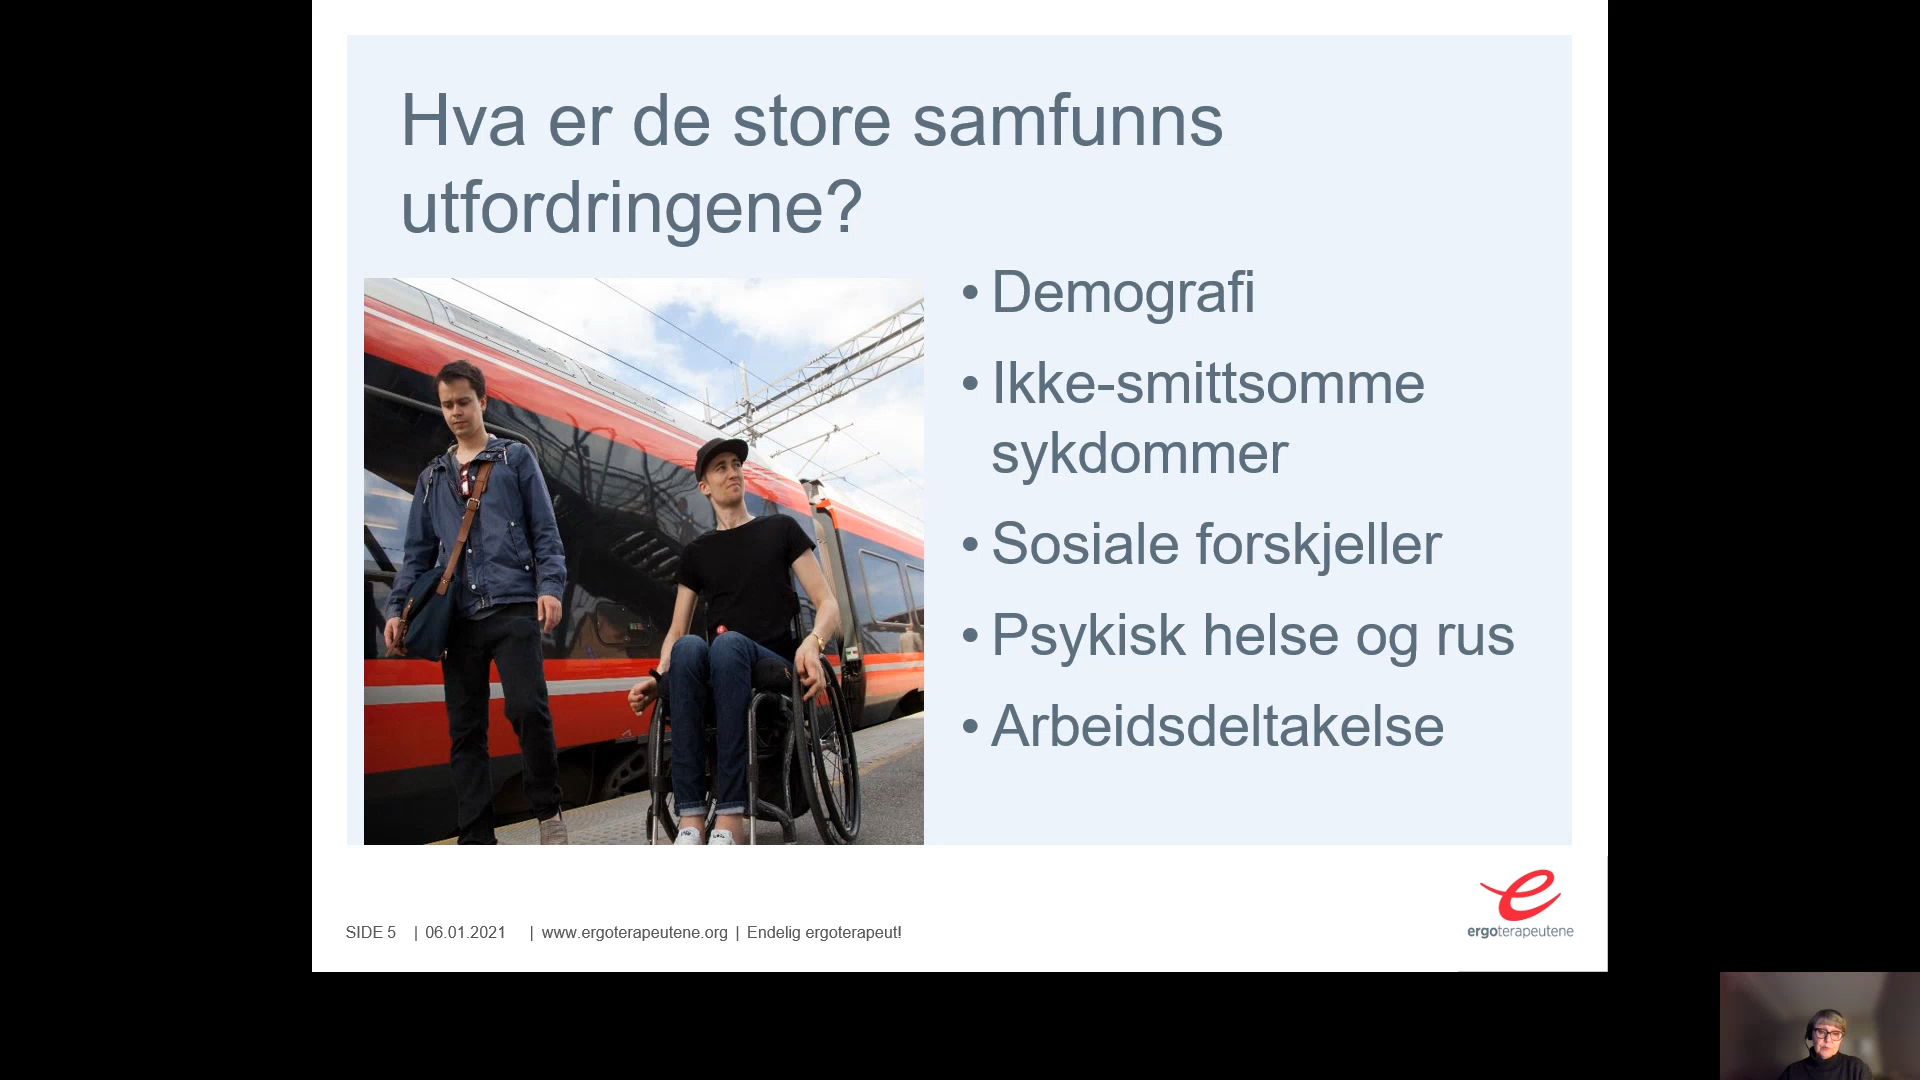 Hva er de store samfunns
utfordringene?
• Demografi
• Ikke-smittsomme
sykdommer
• Sosiale forskjeller
• Psykisk helse og rus
• Arbeidsdeltakelse
SIDE 5 | 06.01.2021 | www.ergoterapeutene.org | Endelig ergoterapeut!
ergoterapeutene